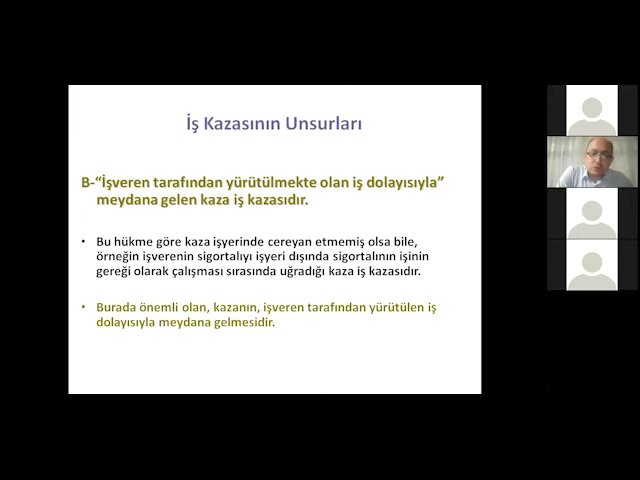 İş Kazasının Unsurları
B-“İşveren tarafından yürütülmekte olan iş dolayısıyla”
meydana gelen kaza iş kazasıdır.
• Bu hükme göre kaza işyerinde cereyan etmemiş olsa bile,
örneğin işverenin sigortalıyı işyeri dışında sigortalının işinin
gereği olarak çalışması sırasında uğradığı kaza iş kazasıdır.
• Burada önemli olan, kazanın, işveren tarafından yürütülen iş
dolayısıyla meydana gelmesidir.